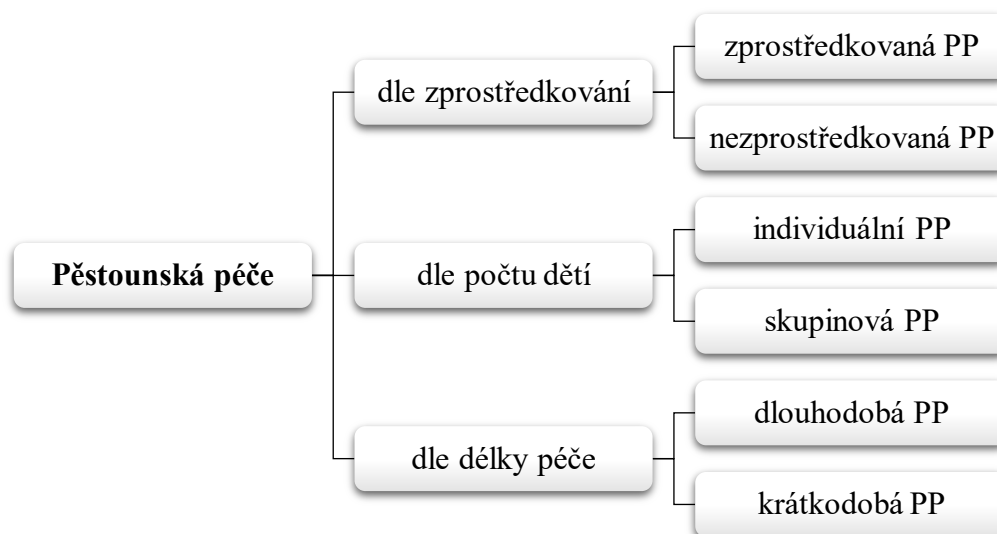 Pěstounská péče
dle zprostředkování
zprostředkovaná PP
nezprostředkovaná PP
dle počtu dětí
individuální PP
skupinová PP
dle délky péče
dlouhodobá PP
krátkodobá PP